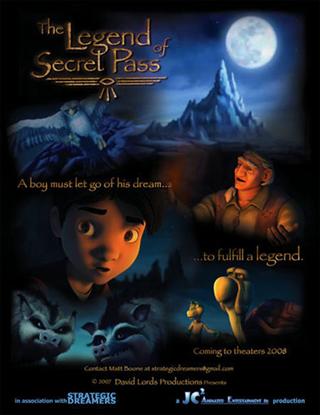 The Legend of
Secret Pass
A boy must let go of his dream...
...to fulfill a legend.
Coming to theaters 2008
Contact Matt Boone at strategicdreamers@gmail.com
© 2007 David Lords Productions Presents
in association with STRATEGIC DREAMERS
a JC Animated Entertainment production